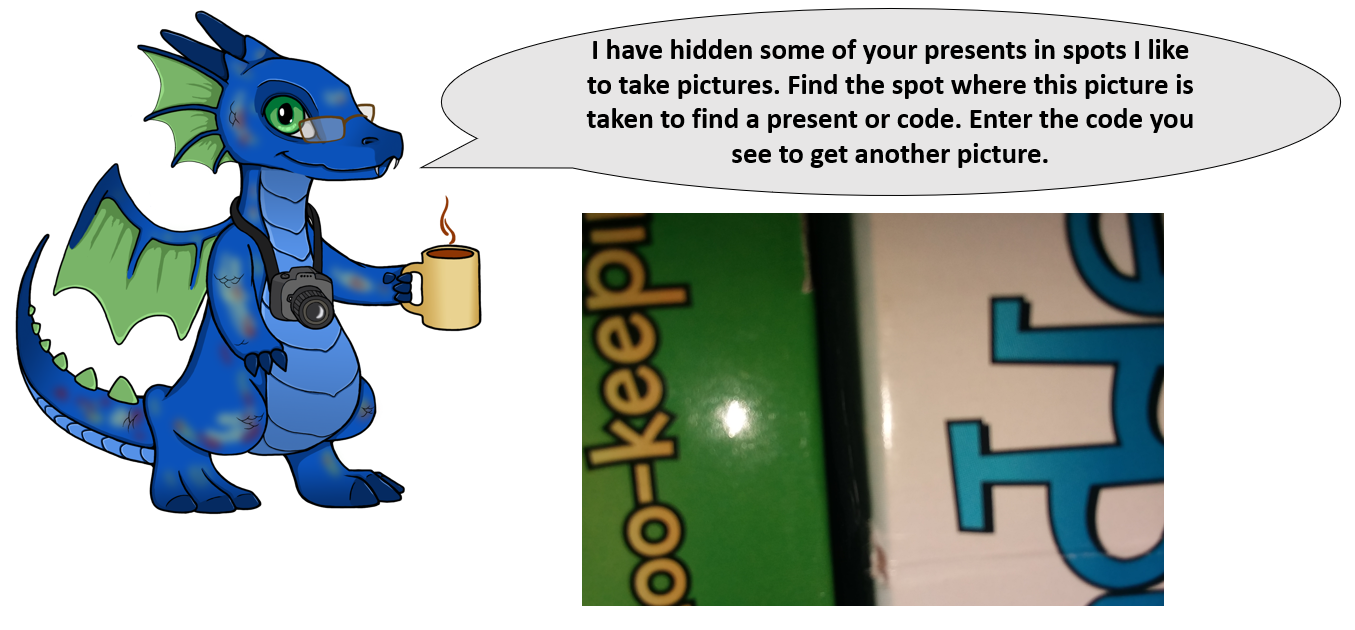 I have hidden some of your presents in spots I like
to take pictures. Find the spot where this picture is
taken to find a present or code. Enter the code you
see to get another picture.
oo-keepi